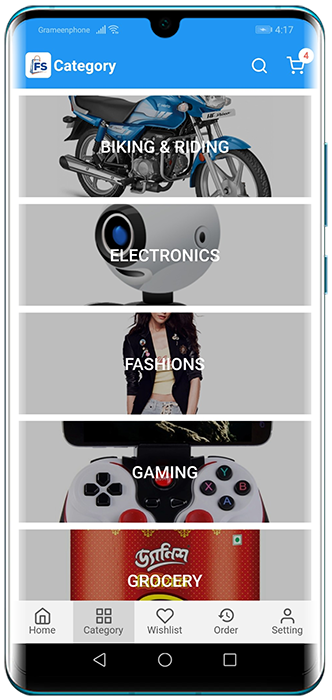 Grameenphone 4:17
FS Category 4
BIKING & RIDING
ELECTRONICS
FASHIONS
Y
X B
A
GAMING
ড্যানিশ
GROCERY
Home Category Wishlist Order Setting